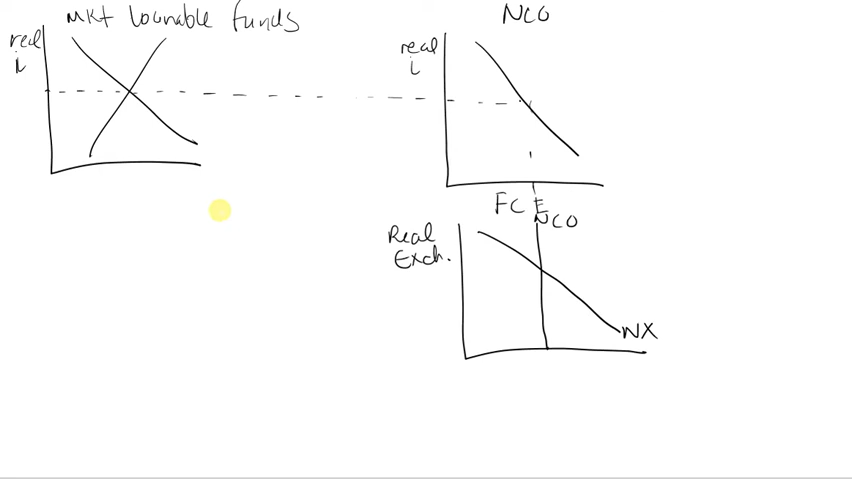 Mkt Loanable Funds
real
i
NCO
real
i
FCE
NCO
Real
Exch.
NX